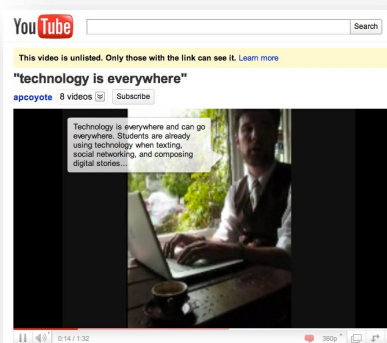 YouTube Search
This video is unlisted. Only those with the link can see it. Learn more
"technology is everywhere"
apcoyote 8 videos Subscribe
Technology is everywhere and can go
everywhere. Students are already
using technology when texting,
social networking, and composing
digital stories...
0:14 / 1:32 360p